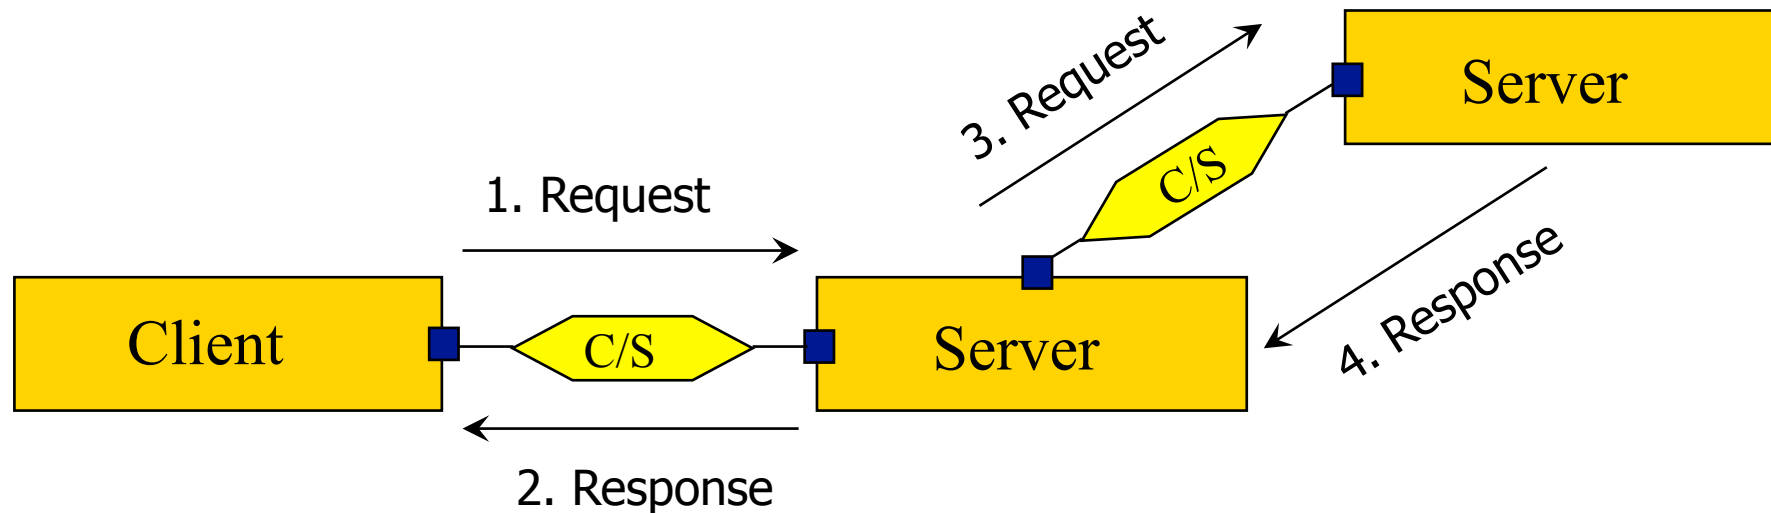 3. Request
Server
C/S
1. Request
4. Response
Client
C/S
Server
2. Response